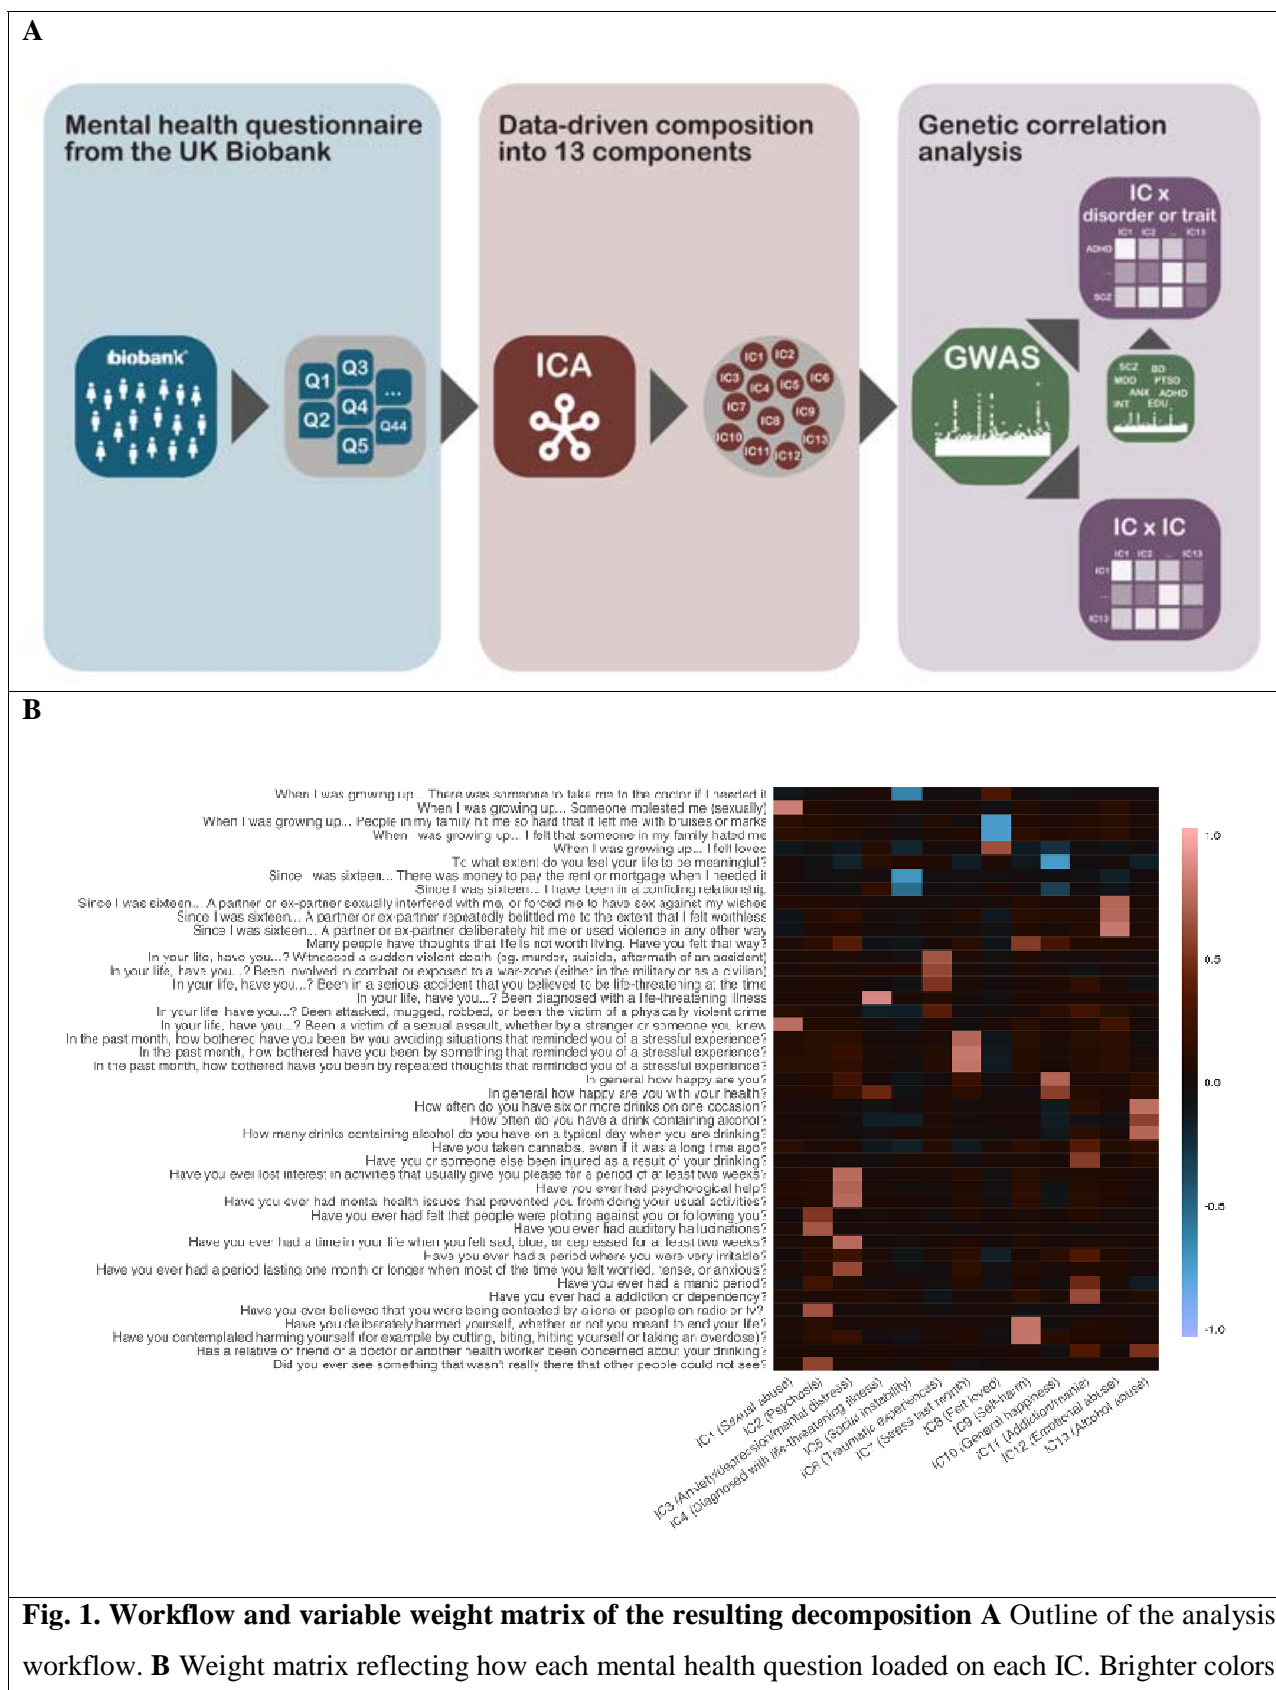 A
Mental health questionnaire
from the UK Biobank
Data-driven composition
into 13 components
Genetic correlation
analysis
IC x
disorder or trait
IC1 IC2 ... IC13
ADHD
...
SCZ
biobank
Q1 Q3 ...
Q2 Q4 Q44
Q5
ICA
IC1 IC2
IC3 IC4 IC5 IC6
IC7 IC8 IC9
IC10 IC11 IC12 IC13
GWAS
SCZ BD
MDD PTSD
ANX ADHD
INT EDU
IC x IC
IC1 IC2 ... IC13
IC1
...
IC13
B
When I was growing up... There was someone to take me to the doctor if I needed it
When I was growing up... Someone molested me (sexually)
When I was growing up... People in my family hit me so hard that it left me with bruises or marks
When I was growing up... I felt that someone in my family hated me
When I was growing up... I felt loved
To what extent do you feel your life to be meaningful?
Since I was sixteen... There was money to pay the rent or mortgage when I needed it
Since I was sixteen... I have been in a confiding relationship
Since I was sixteen... A partner or ex-partner sexually interfered with me, or forced me to have sex against my wishes
Since I was sixteen... A partner or ex-partner repeatedly belittled me to the extent that I felt worthless
Since I was sixteen... A partner or ex-partner deliberately hit me or used violence in any other way
Many people have thoughts that life is not worth living. Have you felt that way?
In your life, have you...? Witnessed a sudden violent death (eg. murder, suicide, aftermath of an accident)
In your life, have you...? Been involved in combat or exposed to a war-zone (either in the military or as a civilian)
In your life, have you...? Been in a serious accident that you believed to be life-threatening at the time
In your life, have you...? Been diagnosed with a life-threatening illness
In your life, have you...? Been attacked, mugged, robbed, or been the victim of a physically violent crime
In your life, have you...? Been a victim of a sexual assault, whether by a stranger or someone you knew
In the past month, how bothered have you been by you avoiding situations that reminded you of a stressful experience?
In the past month, how bothered have you been by something that reminded you of a stressful experience?
In the past month, how bothered have you been by repeated thoughts that reminded you of a stressful experience?
In general how happy are you?
In general how happy are you with your health?
How often do you have six or more drinks on one occasion?
How often do you have a drink containing alcohol?
How many drinks containing alcohol do you have on a typical day when you are drinking?
Have you taken cannabis, even if it was a long time ago?
Have you or someone else been injured as a result of your drinking?
Have you ever lost interest in activities that usually give you please for a period of at least two weeks?
Have you ever had psychological help?
Have you ever had mental health issues that prevented you from doing your usual activities?
Have you ever had felt that people were plotting against you or following you?
Have you ever had auditory hallucinations?
Have you ever had a time in your life when you felt sad, blue, or depressed for at least two weeks?
Have you ever had a period where you were very irritable?
Have you ever had a period lasting one month or longer when most of the time you felt worried, tense, or anxious?
Have you ever had a manic period?
Have you ever had a addiction or dependency?
Have you ever believed that you were being contacted by aliens or people on radio or tv?
Have you deliberately harmed yourself, whether or not you meant to end your life?
Have you contemplated harming yourself (for example by cutting, biting, hitting yourself or taking an overdose)?
Has a relative or friend or a doctor or another health worker been concerned about your drinking?
Did you ever see something that wasn't really there that other people could not see?
1.0
0.5
0.0
-0.5
-1.0
IC1 (Sexual abuse)
IC2 (Psychosis)
IC3 (Anxiety/depression/mental distress)
IC4 (Diagnosed with life-threatening illness)
IC5 (Social instability)
IC6 (Traumatic experiences)
IC7 (Stress last month)
IC8 (Felt loved)
IC9 (Self-harm)
IC10 (General happiness)
IC11 (Addiction/mania)
IC12 (Emotional abuse)
IC13 (Alcohol abuse)
Fig. 1. Workflow and variable weight matrix of the resulting decomposition A Outline of the analysis
workflow. B Weight matrix reflecting how each mental health question loaded on each IC. Brighter colors